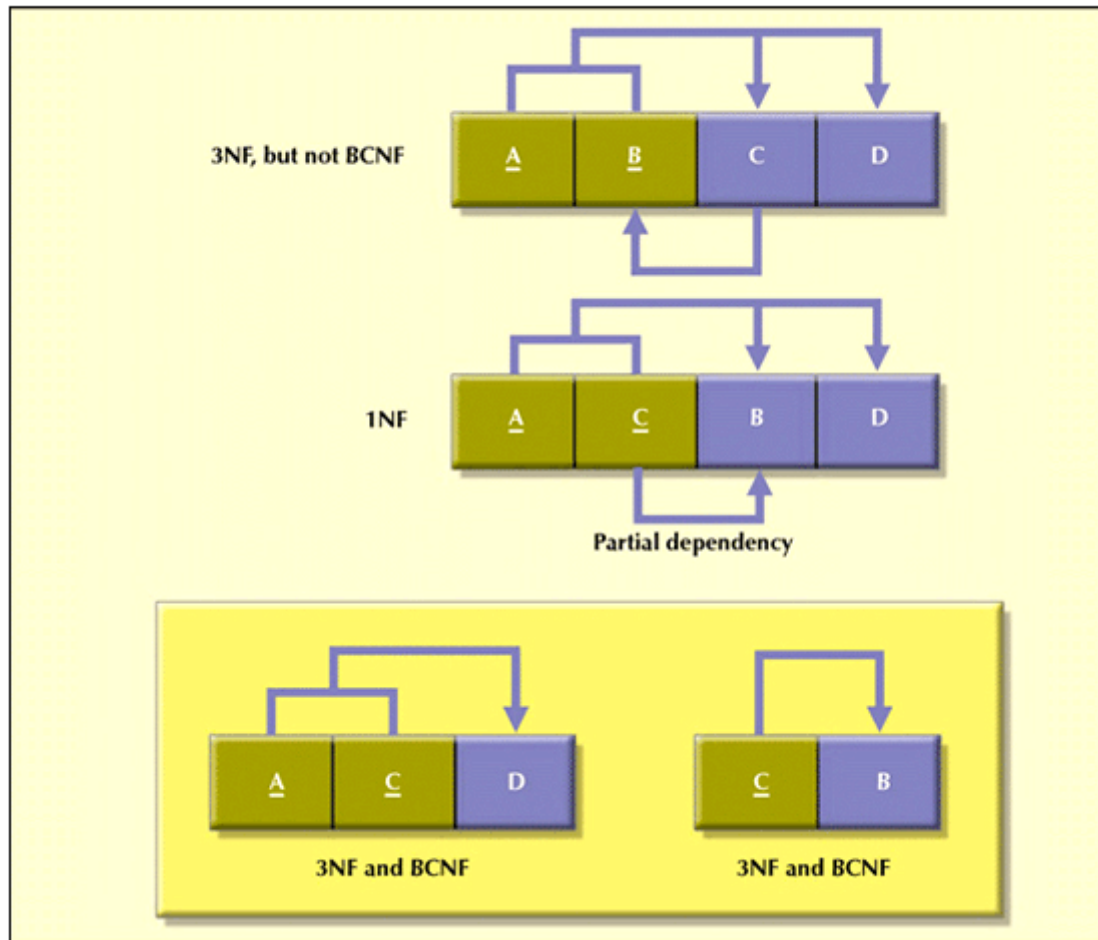 3NF, but not BCNF
A B C D
1NF
A C B D
Partial dependency
A C D
C B
3NF and BCNF
3NF and BCNF